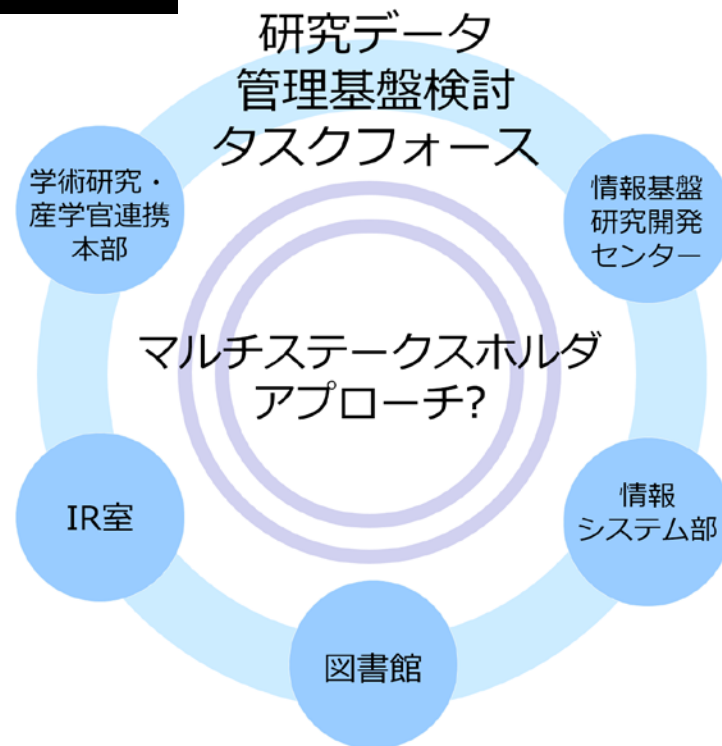 研究データ
管理基盤検討
タスクフォース
学術研究・
産学官連携
本部
情報基盤
研究開発
センター
マルチステークスホルダ
アプローチ?
IR室
情報
システム部
図書館